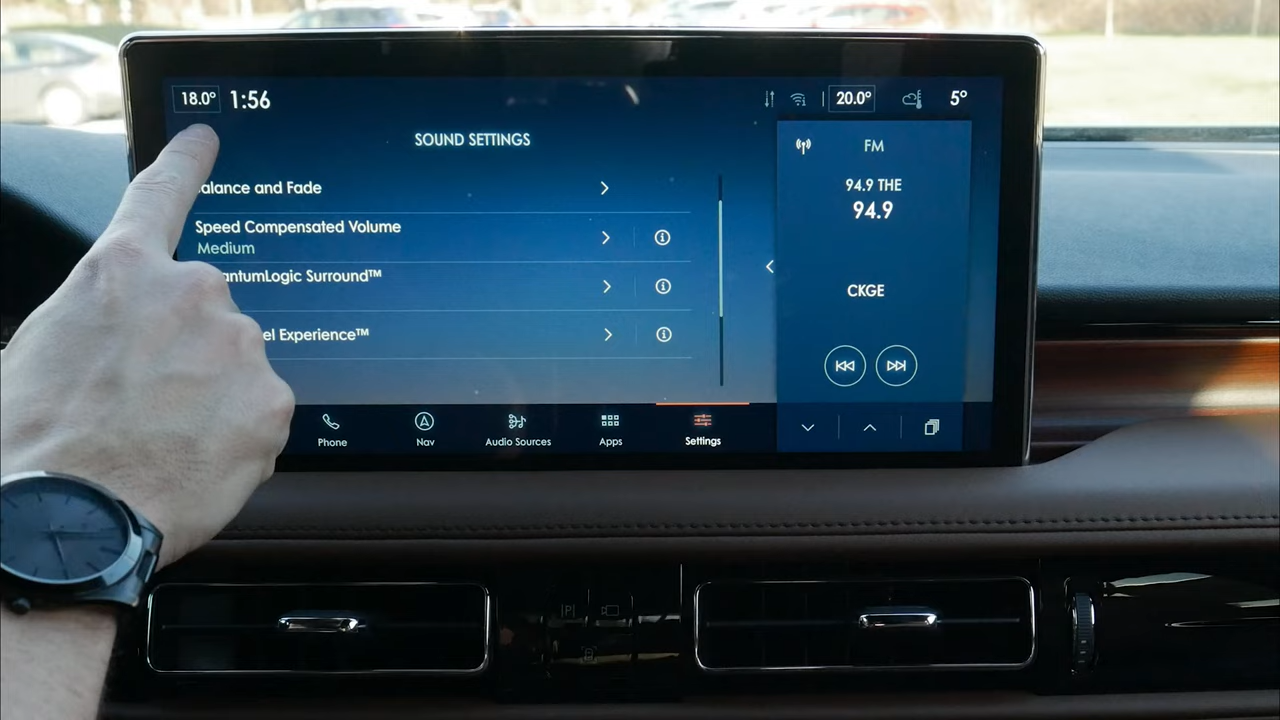 18.0° 1:56
20.0° 5°
SOUND SETTINGS
alance and Fade
Speed Compensated Volume
Medium
antumLogic Surround™
el Experience™
FM
94.9 THE
94.9
CKGE
Phone
Nav
Audio Sources
Apps
Settings
P